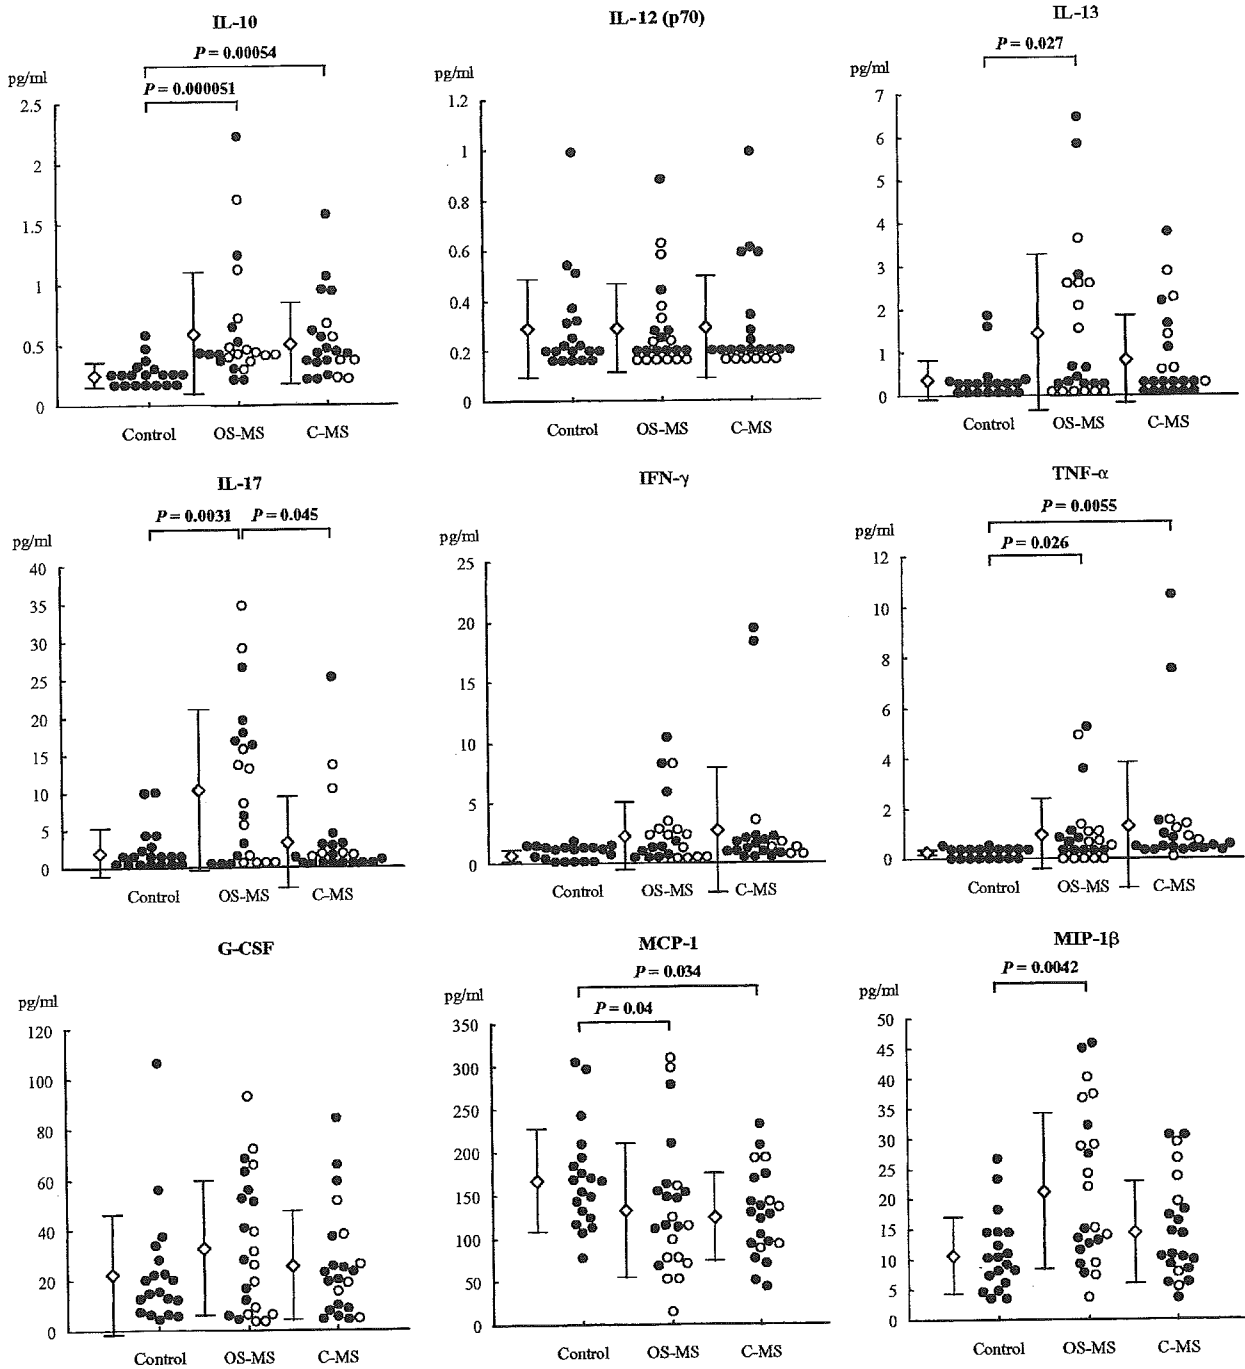 IL-10
P = 0.00054
pg/ml
P = 0.000051
2.5
2
1.5
1
0.5
0
Control OS-MS C-MS
IL-12 (p70)
pg/ml
1.2
1
0.8
0.6
0.4
0.2
0
Control OS-MS C-MS
IL-13
P = 0.027
pg/ml
7
6
5
4
3
2
1
0
Control OS-MS C-MS
IL-17
P = 0.0031 P = 0.045
pg/ml
40
35
30
25
20
15
10
5
0
Control OS-MS C-MS
IFN-γ
pg/ml
25
20
15
10
5
0
Control OS-MS C-MS
TNF-α
P = 0.0055
pg/ml
P = 0.026
12
10
8
6
4
2
0
Control OS-MS C-MS
G-CSF
pg/ml
120
100
80
60
40
20
0
Control OS-MS C-MS
MCP-1
P = 0.034
pg/ml
P = 0.04
350
300
250
200
150
100
50
0
Control OS-MS C-MS
MIP-1β
P = 0.0042
pg/ml
50
45
40
35
30
25
20
15
10
5
0
Control OS-MS C-MS